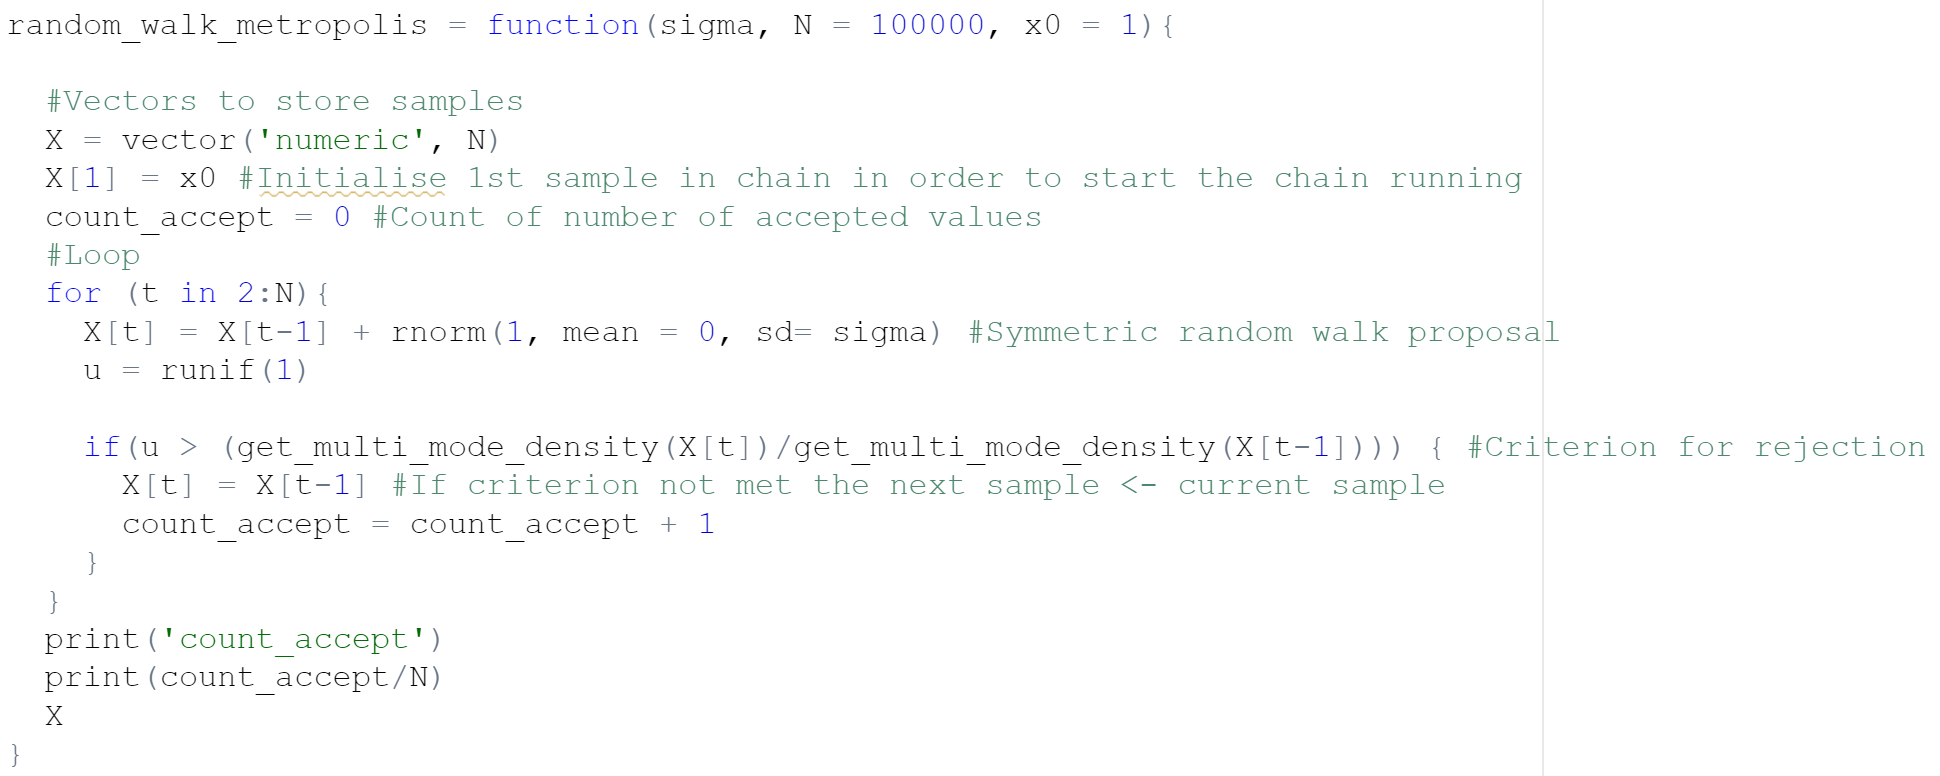 random_walk_metropolis = function(sigma, N = 100000, x0 = 1){
#Vectors to store samples
X = vector('numeric', N)
X[1] = x0 #Initialise 1st sample in chain in order to start the chain running
count_accept = 0 #Count of number of accepted values
#Loop
for (t in 2:N){
X[t] = X[t-1] + rnorm(1, mean = 0, sd= sigma) #Symmetric random walk proposal
u = runif(1)
if(u > (get_multi_mode_density(X[t])/get_multi_mode_density(X[t-1]))) { #Criterion for rejection
X[t] = X[t-1] #If criterion not met the next sample <- current sample
count_accept = count_accept + 1
}
}
print('count_accept')
print(count_accept/N)
X
}